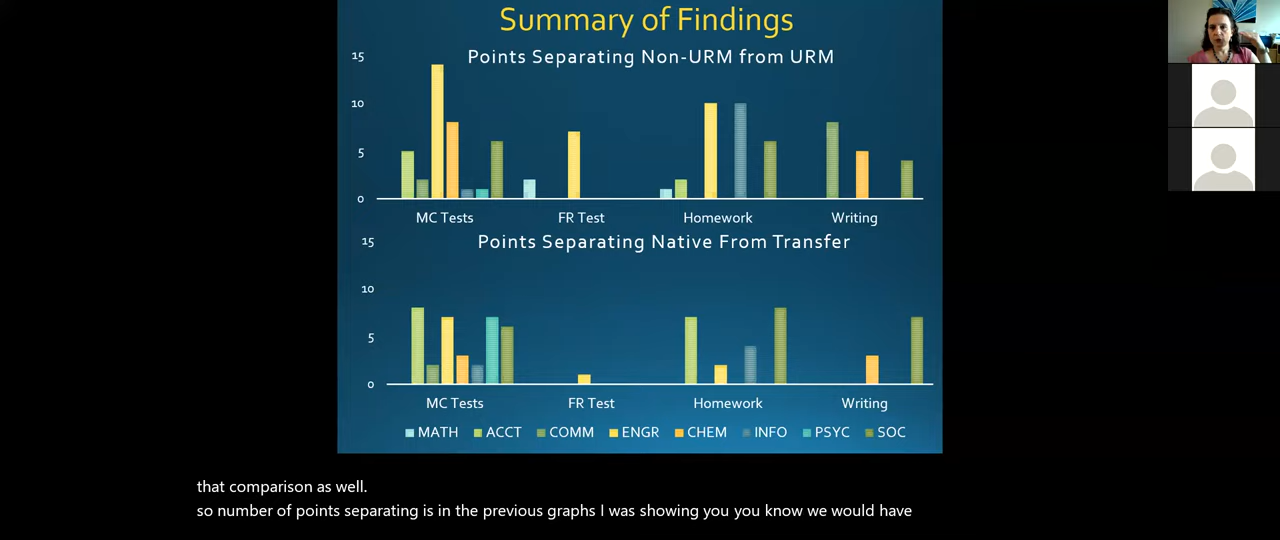 Summary of Findings
Points Separating Non-URM from URM
15
10
5
0
MC Tests FR Test Homework Writing
Points Separating Native From Transfer
15
10
5
0
MC Tests FR Test Homework Writing
MATH ACCT COMM ENGR CHEM INFO PSYC SOC
that comparison as well.
so number of points separating is in the previous graphs I was showing you you know we would have